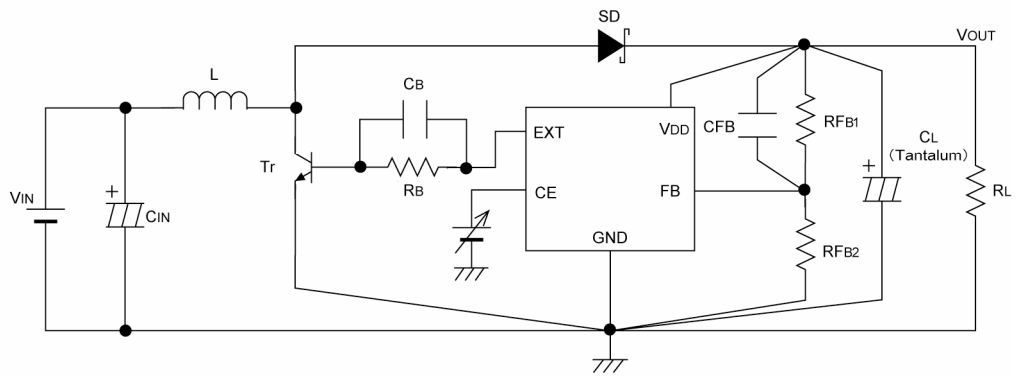 SD
VOUT
L
CB
EXT
VDD
CFB
RFB1
CL
(Tantalum)
Tr
RB
CE
FB
VIN
CIN
RL
GND
RFB2
+
+